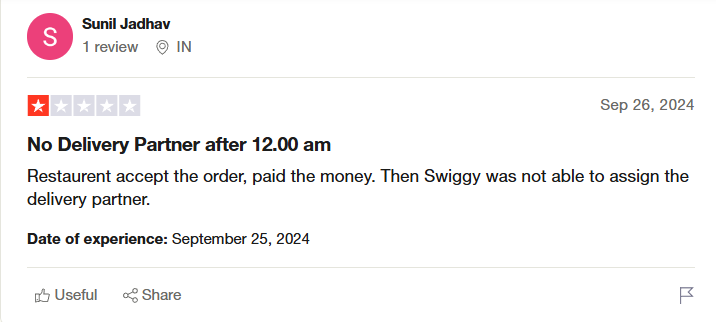 S
Sunil Jadhav
1 review IN
Sep 26, 2024
No Delivery Partner after 12.00 am
Restaurent accept the order, paid the money. Then Swiggy was not able to assign the
delivery partner.
Date of experience: September 25, 2024
Useful Share